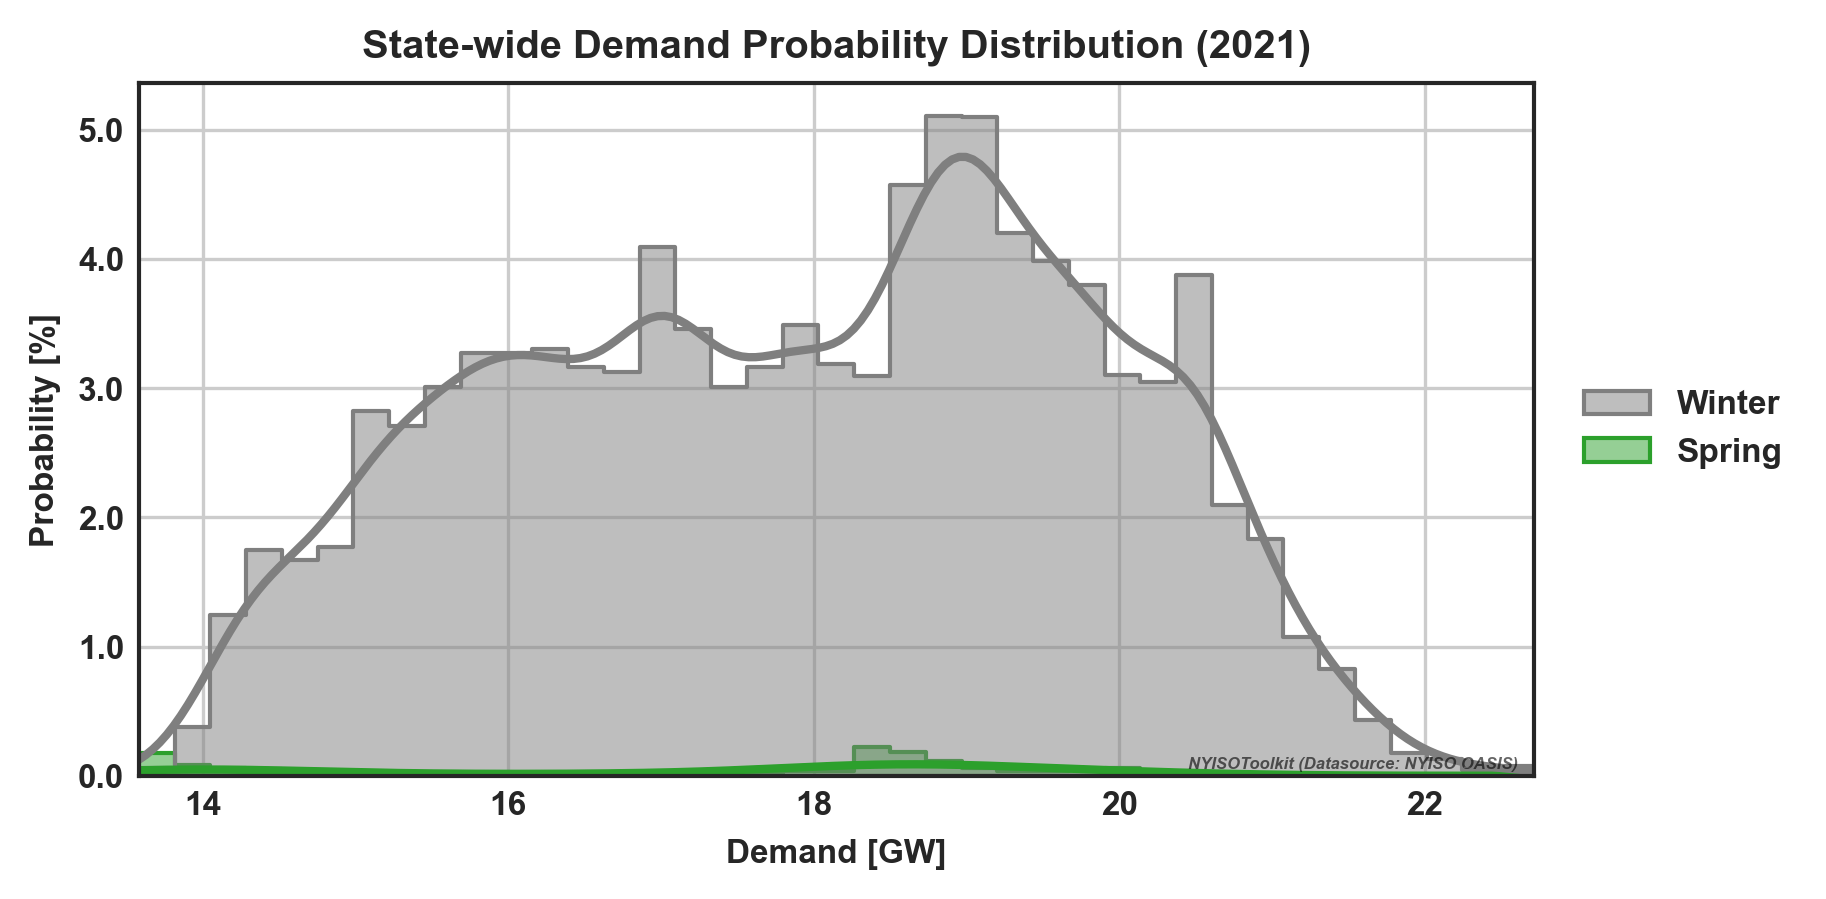 State-wide Demand Probability Distribution (2021)
Probability [%]
5.0
4.0
3.0
2.0
1.0
0.0
14 16 18 20 22
Demand [GW]
NYISOToolkit (Datasource: NYISO OASIS)
Winter
Spring